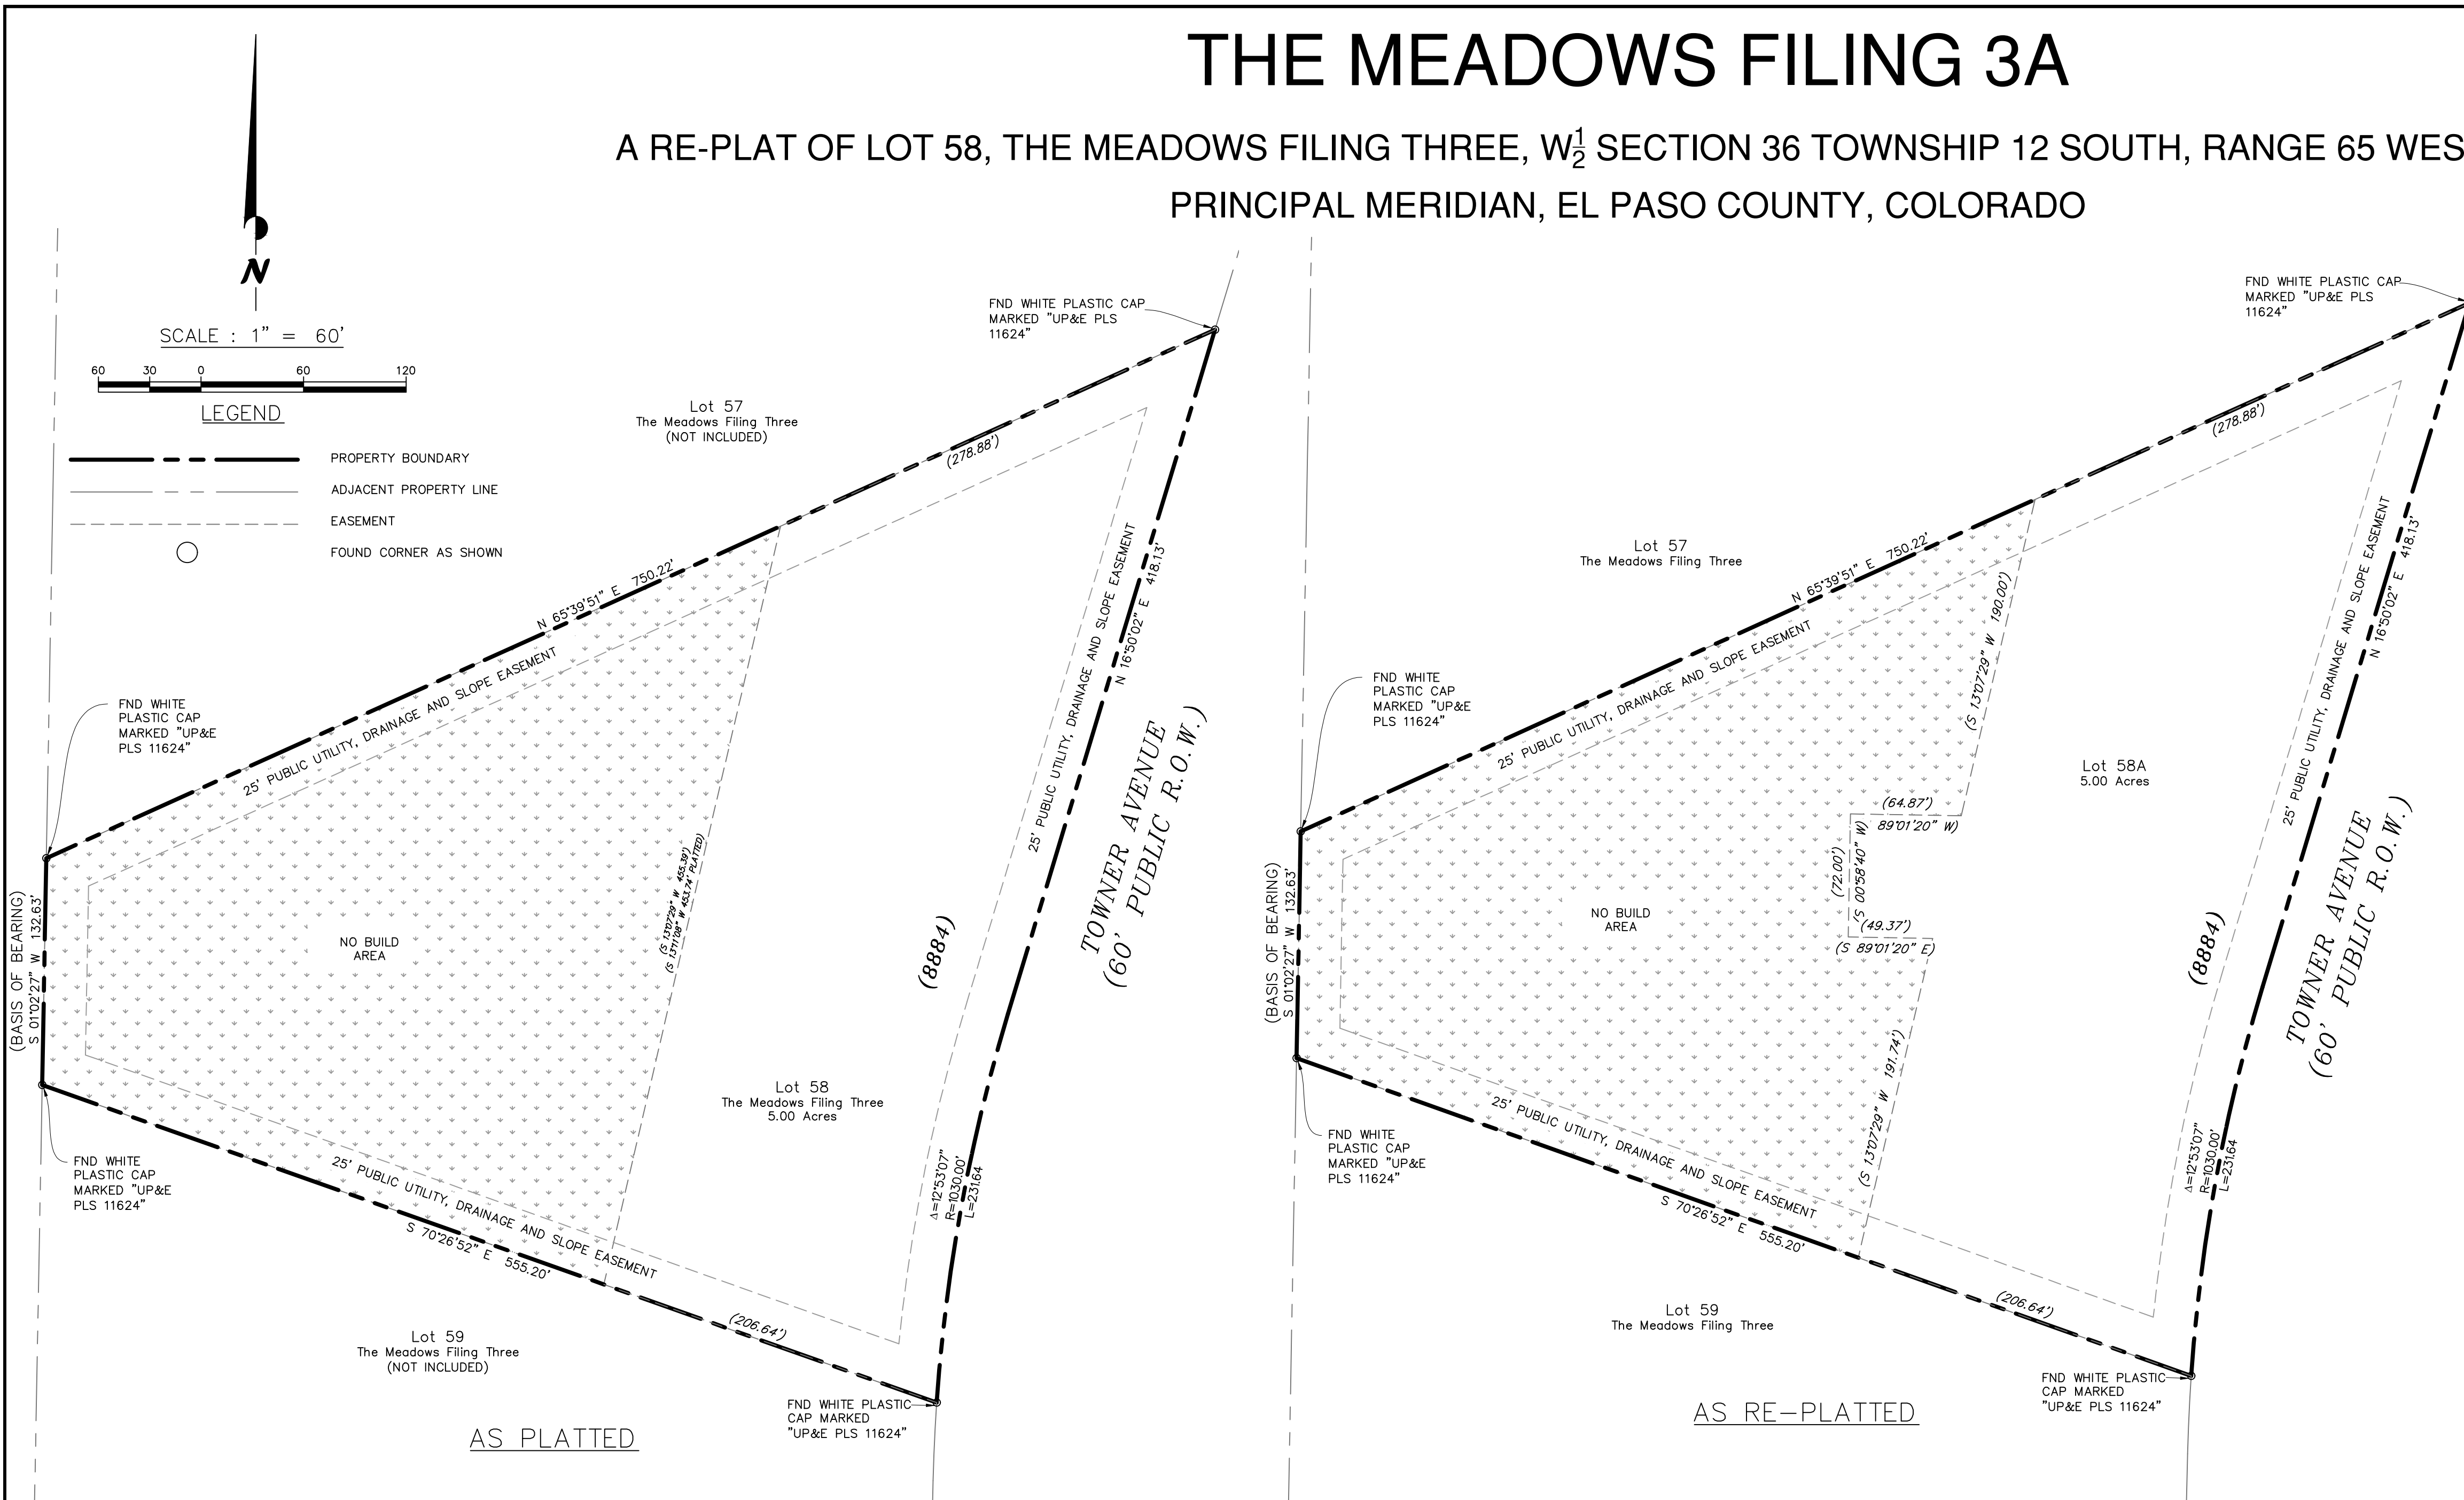 THE MEADOWS FILING 3A
A RE-PLAT OF LOT 58, THE MEADOWS FILING THREE, W½ SECTION 36 TOWNSHIP 12 SOUTH, RANGE 65 WES
PRINCIPAL MERIDIAN, EL PASO COUNTY, COLORADO
N
SCALE : 1" = 60'
60 30 0 60 120
LEGEND
PROPERTY BOUNDARY
ADJACENT PROPERTY LINE
EASEMENT
FOUND CORNER AS SHOWN
FND WHITE PLASTIC CAP
MARKED "UP&E PLS
11624"
Lot 57
The Meadows Filing Three
(NOT INCLUDED)
(278.88')
N 65°39'51" E 750.22'
25' PUBLIC UTILITY, DRAINAGE AND SLOPE EASEMENT
FND WHITE
PLASTIC CAP
MARKED "UP&E
PLS 11624"
(BASIS OF BEARING)
S 01°02'27" W 132.63'
NO BUILD
AREA
(S 13°07'29" W 455.39')
(S 13°11'08" W 453.74' PLATTED)
25' PUBLIC UTILITY, DRAINAGE AND SLOPE EASEMENT
N 16°50'02" E 418.13'
TOWNER AVENUE
(60' PUBLIC R.O.W.)
(8884)
Lot 58
The Meadows Filing Three
5.00 Acres
Δ=12°53'07"
R=1030.00'
L=231.64
FND WHITE
PLASTIC CAP
MARKED "UP&E
PLS 11624"
25' PUBLIC UTILITY, DRAINAGE AND SLOPE EASEMENT
S 70°26'52" E 555.20'
(206.64')
Lot 59
The Meadows Filing Three
(NOT INCLUDED)
FND WHITE PLASTIC
CAP MARKED
"UP&E PLS 11624"
AS PLATTED
FND WHITE PLASTIC CAP
MARKED "UP&E PLS
11624"
(278.88')
Lot 57
The Meadows Filing Three
N 65°39'51" E 750.22'
25' PUBLIC UTILITY, DRAINAGE AND SLOPE EASEMENT
(S 13°07'29" W 190.00')
25' PUBLIC UTILITY, DRAINAGE AND SLOPE EASEMENT
N 16°50'02" E 418.13'
FND WHITE
PLASTIC CAP
MARKED "UP&E
PLS 11624"
Lot 58A
5.00 Acres
(64.87')
89°01'20" W)
(72.00')
(S 00°58'40" W)
(49.37')
(S 89°01'20" E)
NO BUILD
AREA
(BASIS OF BEARING)
S 01°02'27" W 132.63'
TOWNER AVENUE
(60' PUBLIC R.O.W.)
(8884)
(S 13°07'29" W 191.74')
Δ=12°53'07"
R=1030.00'
L=231.64
FND WHITE
PLASTIC CAP
MARKED "UP&E
PLS 11624"
25' PUBLIC UTILITY, DRAINAGE AND SLOPE EASEMENT
S 70°26'52" E 555.20'
(206.64')
Lot 59
The Meadows Filing Three
FND WHITE PLASTIC
CAP MARKED
"UP&E PLS 11624"
AS RE-PLATTED